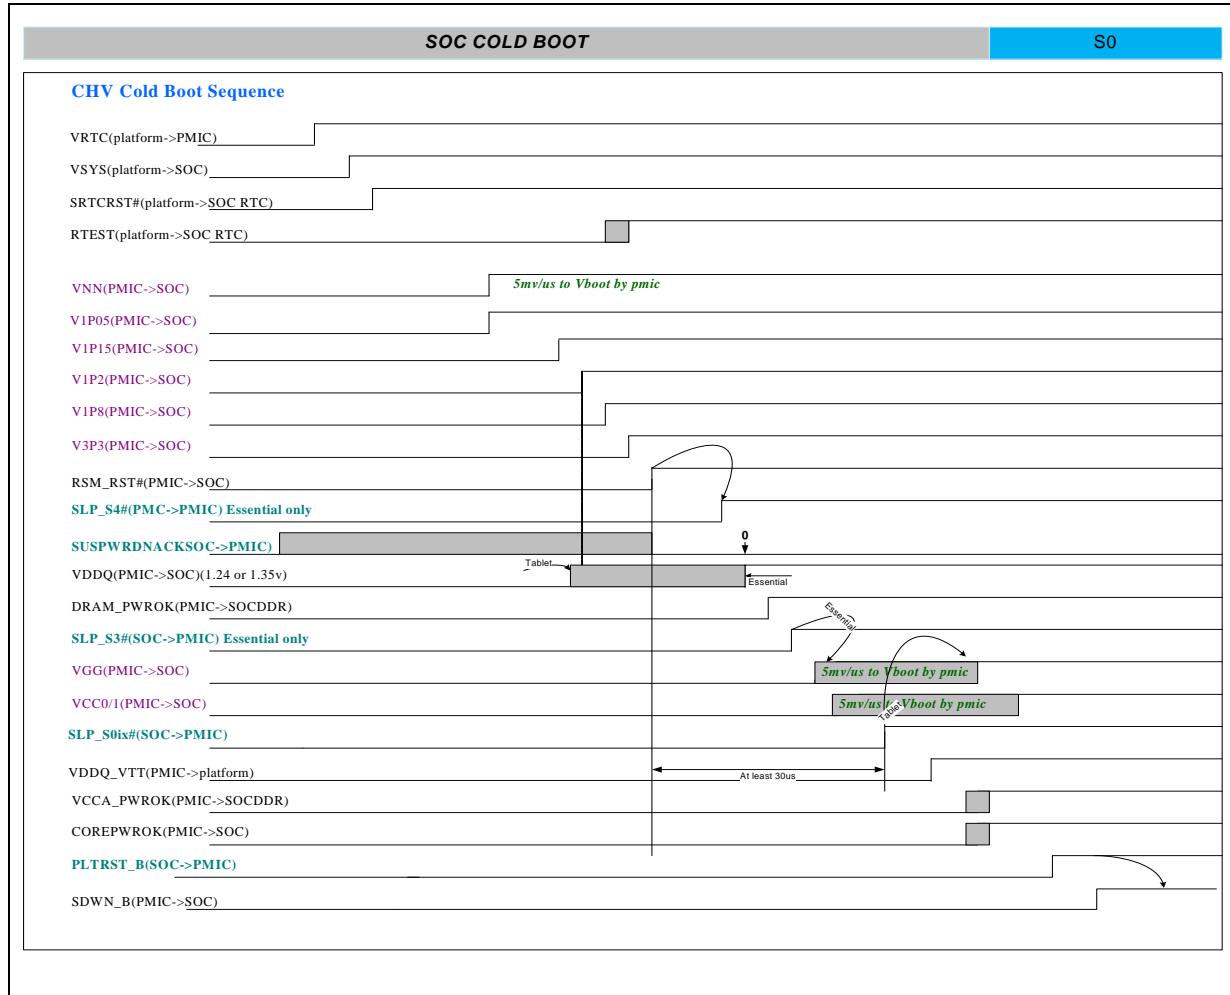 SOC COLD BOOT
S0
CHV Cold Boot Sequence
VRTC(platform->PMIC)
VSYS(platform->SOC)
SRTCRST#(platform->SOC RTC)
RTEST(platform->SOC RTC)
VNN(PMIC->SOC)
5mv/us to Vboot by pmic
V1P05(PMIC->SOC)
V1P15(PMIC->SOC)
V1P2(PMIC->SOC)
V1P8(PMIC->SOC)
V3P3(PMIC->SOC)
RSM_RST#(PMIC->SOC)
SLP_S4#(PMC->PMIC) Essential only
SUSPWRDNACKSOC->PMIC)
0
Tablet
VDDQ(PMIC->SOC)(1.24 or 1.35v)
Essential
DRAM_PWROK(PMIC->SOCDDR)
Essential
SLP_S3#(SOC->PMIC) Essential only
VGG(PMIC->SOC)
5mv/us to Vboot by pmic
VCC0/1(PMIC->SOC)
5mv/us to Vboot by pmic
Tablet
SLP_S0ix#(SOC->PMIC)
VDDQ_VTT(PMIC->platform)
At least 30us
VCCA_PWROK(PMIC->SOCDDR)
COREPWROK(PMIC->SOC)
PLTRST_B(SOC->PMIC)
SDWN_B(PMIC->SOC)